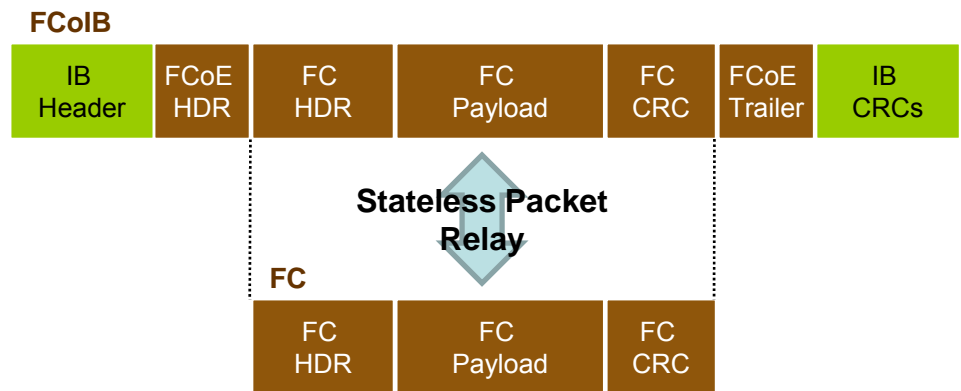 FCoIB
IB
Header
FCoE
HDR
FC
HDR
FC
Payload
FC
CRC
FCoE
Trailer
IB
CRCs
Stateless Packet
Relay
FC
FC
HDR
FC
Payload
FC
CRC